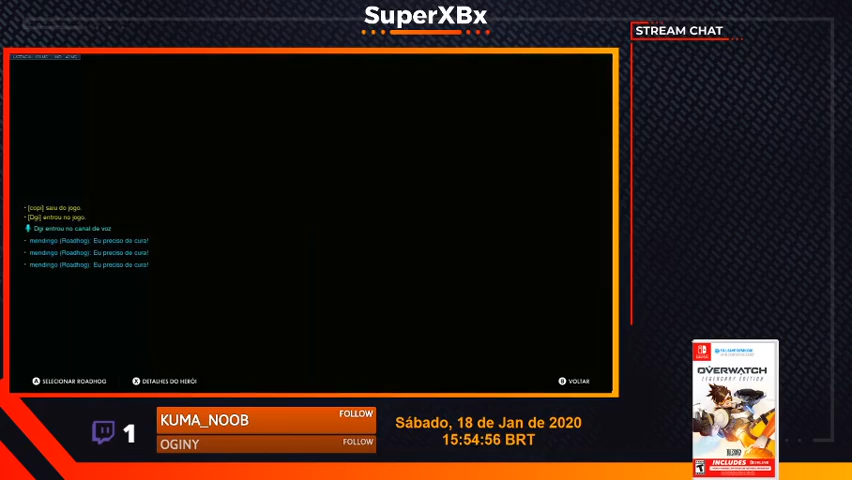 SuperXBx
STREAM CHAT
[copi] saiu do jogo.
[Dgi] entrou no jogo.
Dgi entrou no canal de voz
mendingo (Roadhog): Eu preciso de cura!
mendingo (Roadhog): Eu preciso de cura!
mendingo (Roadhog): Eu preciso de cura!
A SELECIONAR ROADHOG
X DETALHES DO HERÓI
B VOLTAR
1
KUMA_NOOB FOLLOW
OGINY FOLLOW
Sábado, 18 de Jan de 2020
15:54:56 BRT
OVERWATCH
LEGENDARY EDITION
INCLUDES